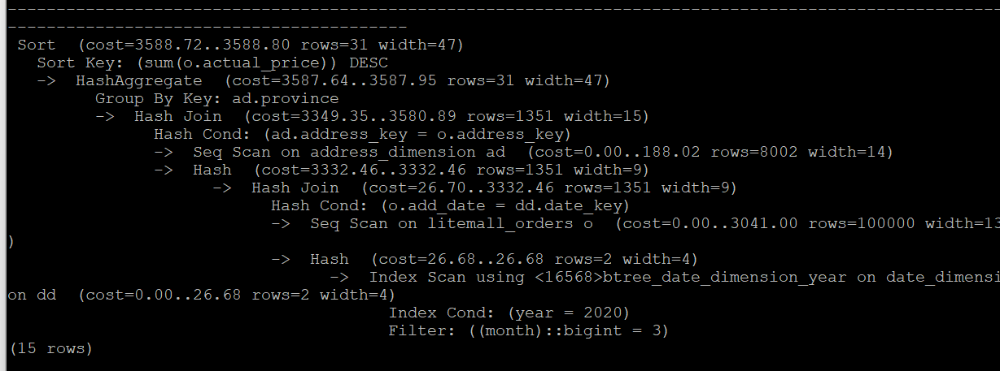 -----------------------------------------------------------------------------------------------------
-----------------------------------------
 Sort  (cost=3588.72..3588.80 rows=31 width=47)
   Sort Key: (sum(o.actual_price)) DESC
   ->  HashAggregate  (cost=3587.64..3587.95 rows=31 width=47)
         Group By Key: ad.province
         ->  Hash Join  (cost=3349.35..3580.89 rows=1351 width=15)
               Hash Cond: (ad.address_key = o.address_key)
               ->  Seq Scan on address_dimension ad  (cost=0.00..188.02 rows=8002 width=14)
               ->  Hash  (cost=3332.46..3332.46 rows=1351 width=9)
                     ->  Hash Join  (cost=26.70..3332.46 rows=1351 width=9)
                           Hash Cond: (o.add_date = dd.date_key)
                           ->  Seq Scan on litemall_orders o  (cost=0.00..3041.00 rows=100000 width=13
)
                           ->  Hash  (cost=26.68..26.68 rows=2 width=4)
                                 ->  Index Scan using <16568>btree_date_dimension_year on date_dimensi
on dd  (cost=0.00..26.68 rows=2 width=4)
                                       Index Cond: (year = 2020)
                                       Filter: ((month)::bigint = 3)
(15 rows)